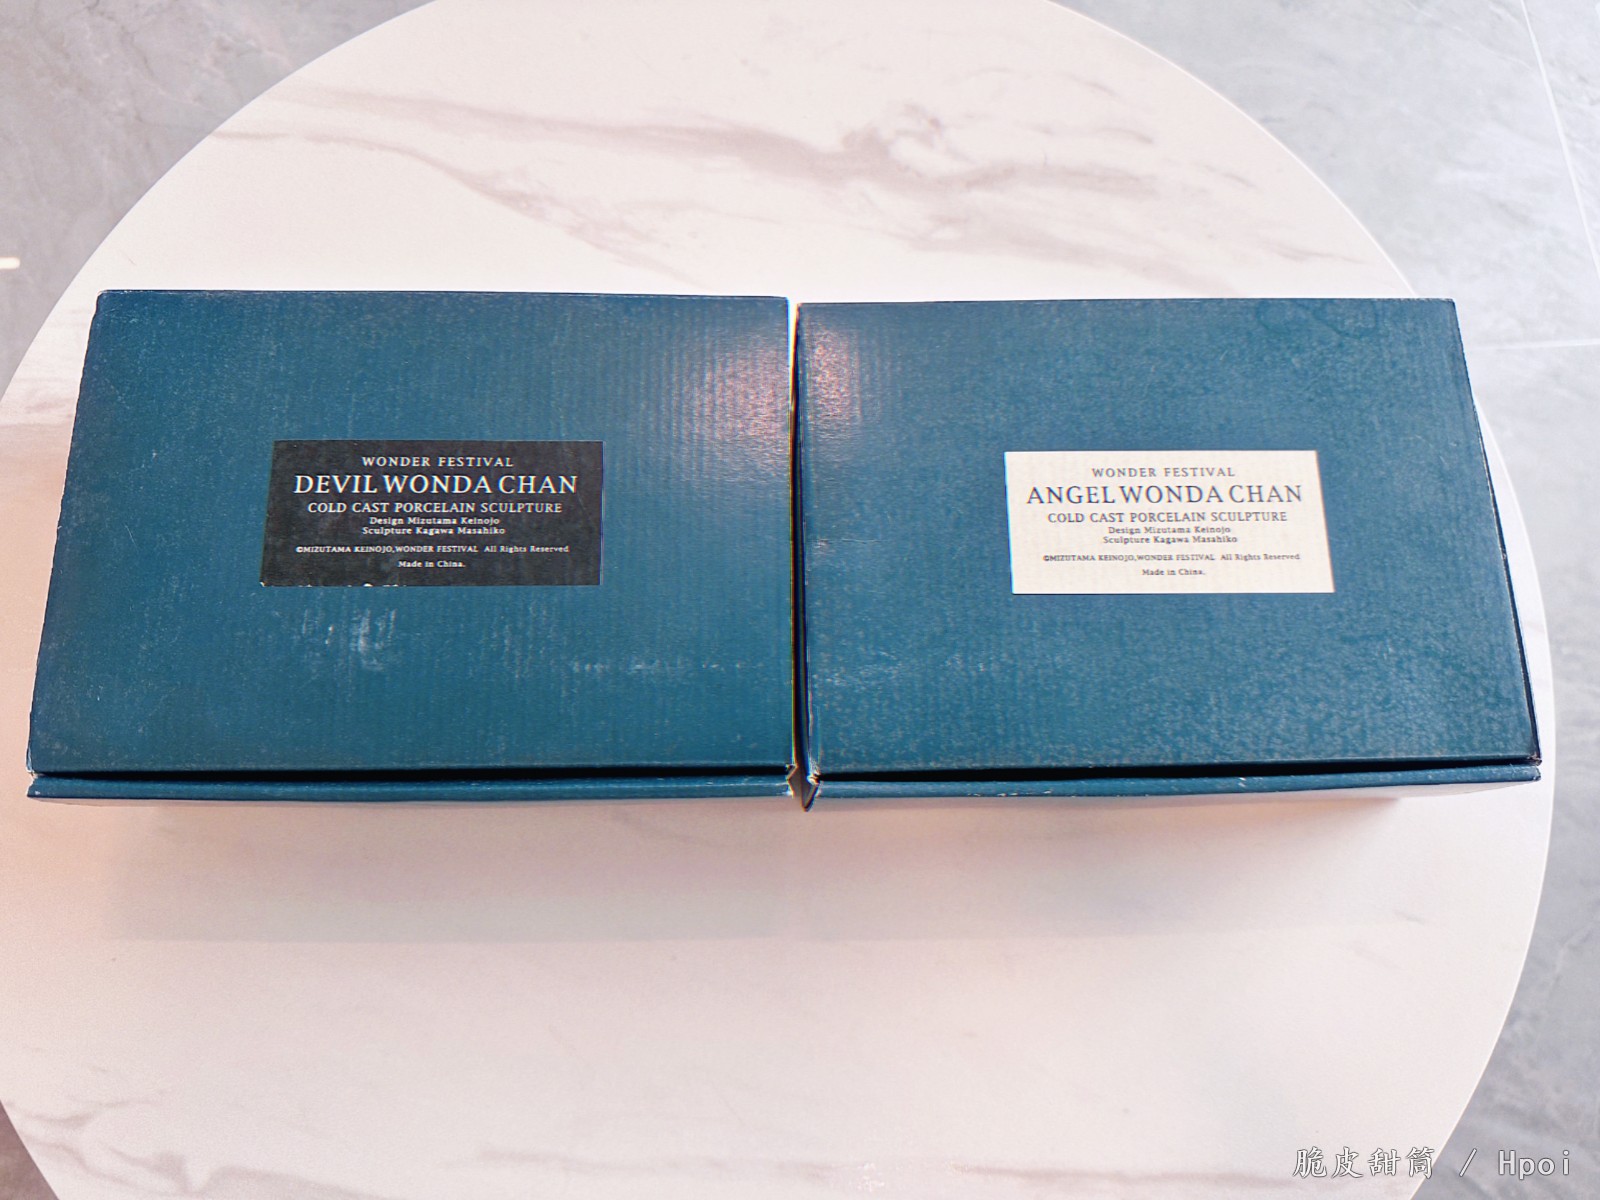 WONDER FESTIVAL
DEVIL WONDA CHAN
COLD CAST PORCELAIN SCULPTURE
Design Mizutama Keinojo
Sculpture Kagawa Masahiko
©MIZUTAMA KEINOJO,WONDER FESTIVAL All Rights Reserved
Made in China.
WONDER FESTIVAL
ANGEL WONDA CHAN
COLD CAST PORCELAIN SCULPTURE
Design Mizutama Keinojo
Sculpture Kagawa Masahiko
©MIZUTAMA KEINOJO,WONDER FESTIVAL All Rights Reserved
Made in China.
脆皮甜筒 / Hpoi